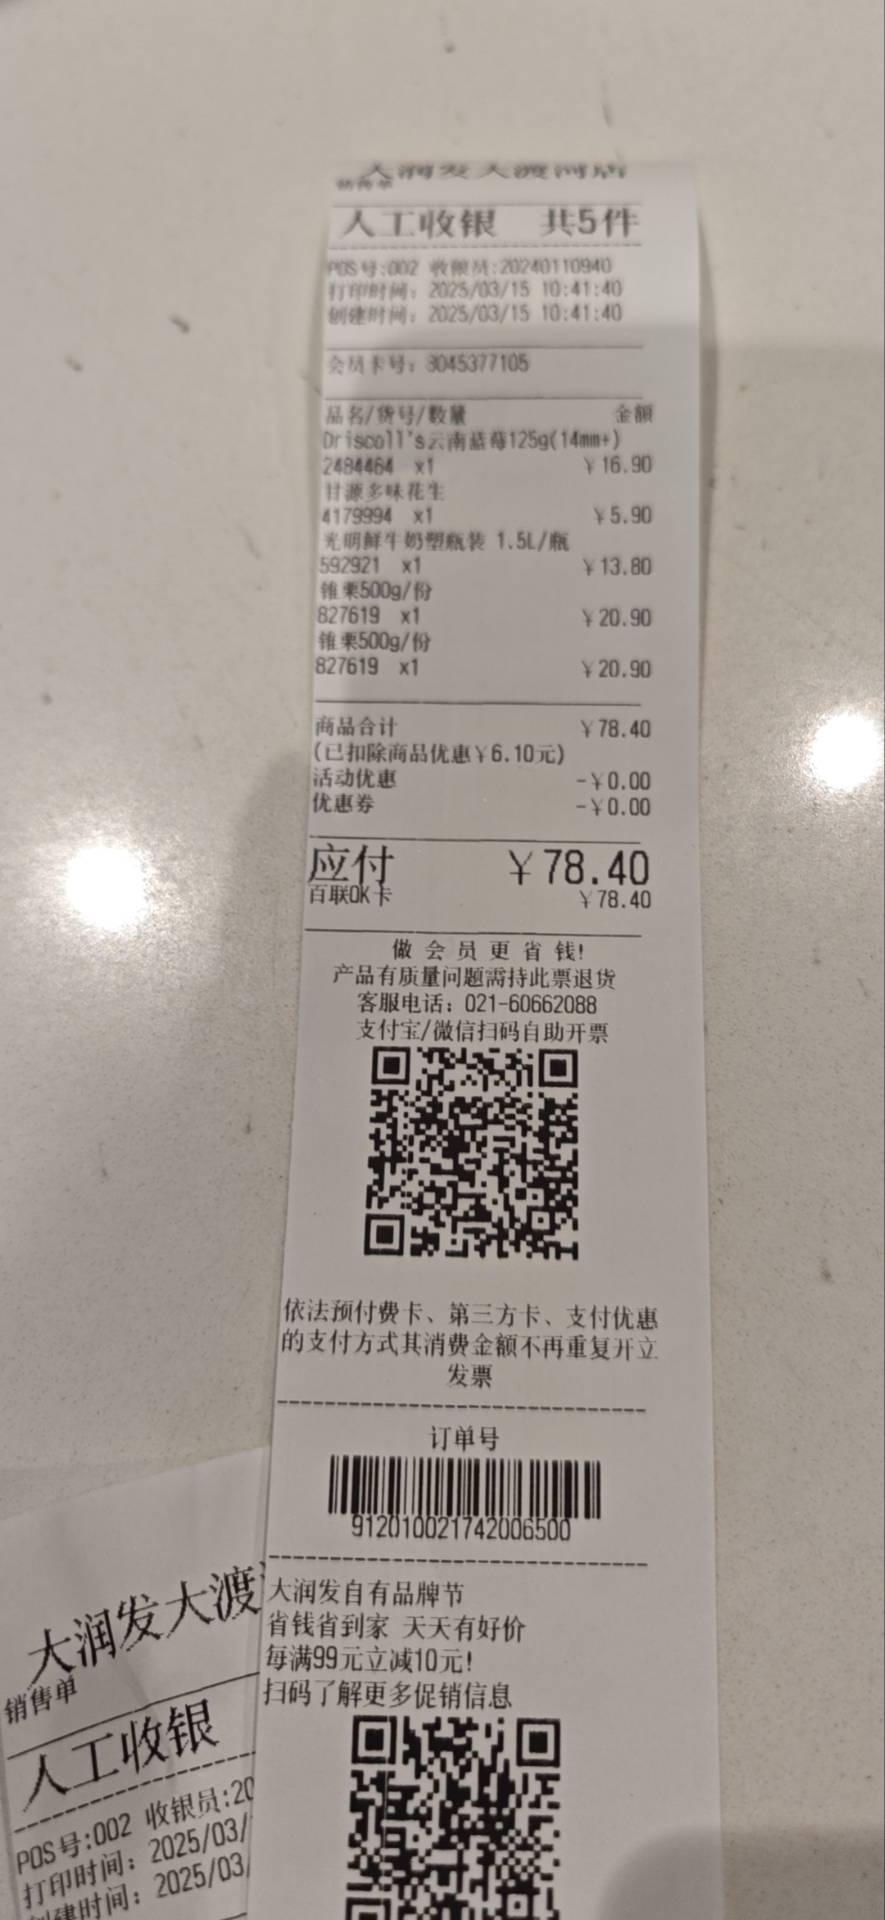 大润发大渡河店
销售单
人工收银 共5件
POS号:002 收银员:20240110940
打印时间: 2025/03/15 10:41:40
创建时间: 2025/03/15 10:41:40
会员卡号: 3045377105
品名/货号/数量 金额
Driscoll's云南蓝莓125g(14mm+)
2484464 x1 ￥16.90
甘源多味花生
4179994 x1 ￥5.90
光明鲜牛奶塑瓶装 1.5L/瓶
592921 x1 ￥13.80
锥栗500g/份
827619 x1 ￥20.90
锥栗500g/份
827619 x1 ￥20.90
商品合计 ￥78.40
(已扣除商品优惠￥6.10元)
活动优惠 -￥0.00
优惠券 -￥0.00
应付 ￥78.40
百联OK卡 ￥78.40
做会员更省钱!
产品有质量问题需持此票退货
客服电话: 021-60662088
支付宝/微信扫码自助开票
依法预付费卡、第三方卡、支付优惠
的支付方式其消费金额不再重复开立
发票
订单号
912010021742006500
大润发自有品牌节
省钱省到家 天天有好价
每满99元立减10元!
扫码了解更多促销信息
大润发大渡
销售单
人工收银
POS号:002 收银员:20
打印时间: 2025/03/
创建时间: 2025/03/